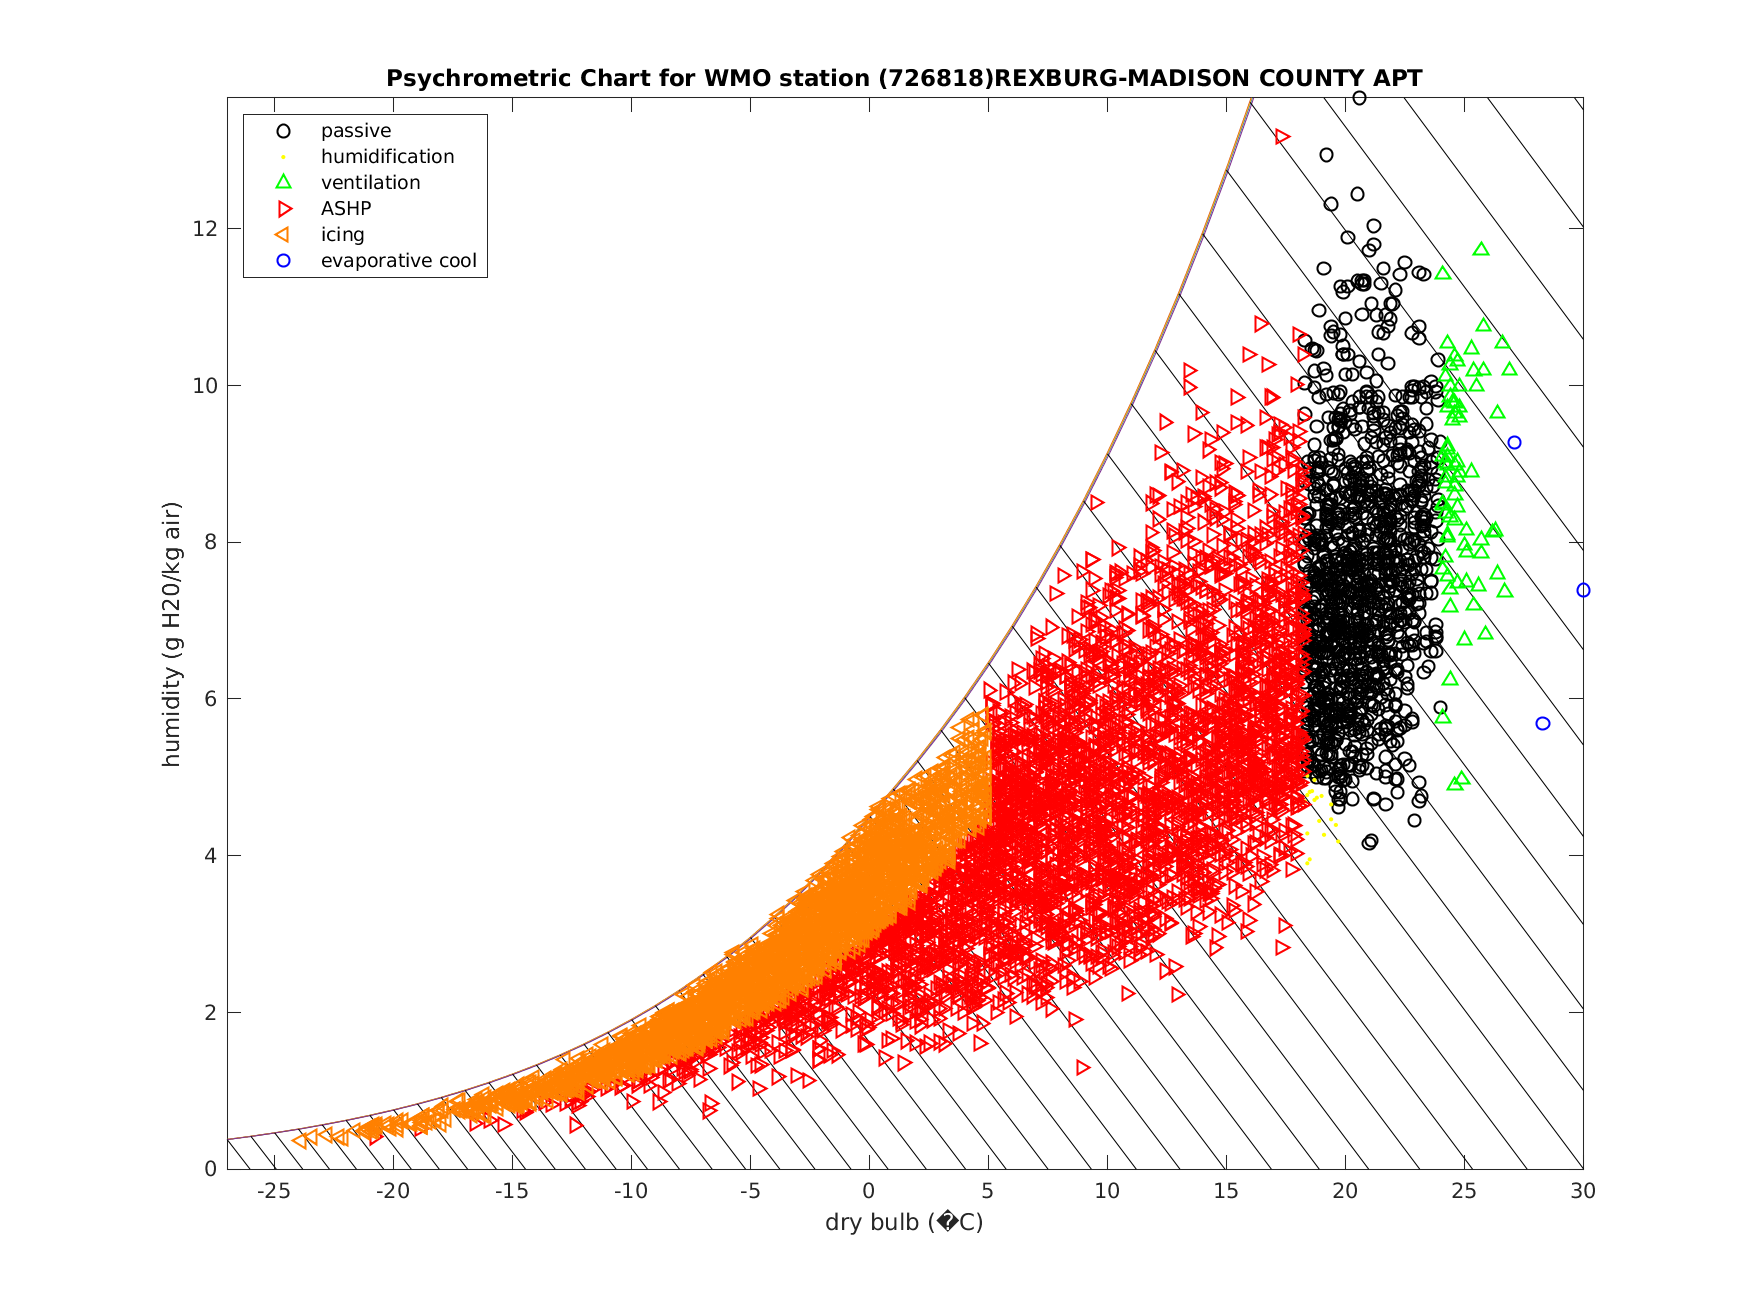 Psychrometric Chart for WMO station (726818)REXBURG-MADISON COUNTY APT
passive
humidification
ventilation
ASHP
icing
evaporative cool
12
10
8
6
4
2
0
humidity (g H20/kg air)
-25 -20 -15 -10 -5 0 5 10 15 20 25 30
dry bulb (�C)